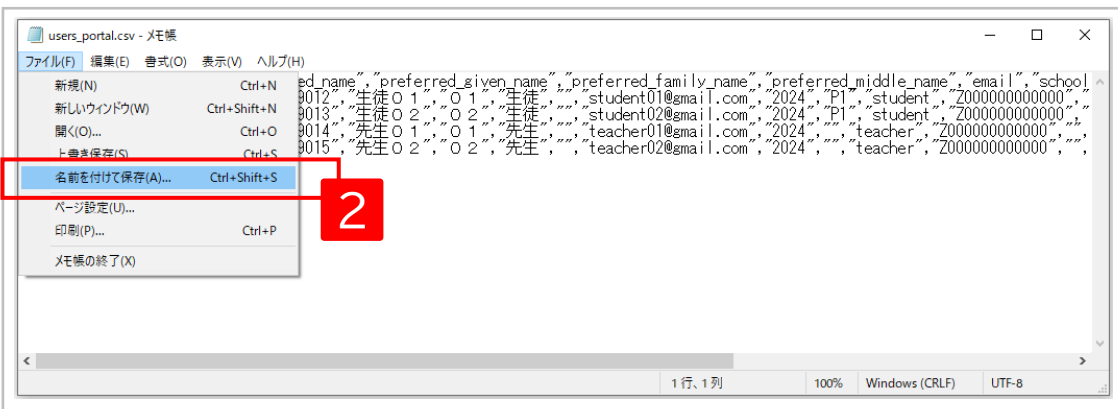 users_portal.csv - メモ帳
ファイル(F) 編集(E) 書式(O) 表示(V) ヘルプ(H)
新規(N) Ctrl+N
新しいウィンドウ(W) Ctrl+Shift+N
開く(O)... Ctrl+O
上書き保存(S) Ctrl+S
名前を付けて保存(A)... Ctrl+Shift+S
ページ設定(U)...
印刷(P)... Ctrl+P
メモ帳の終了(X)
2
ed_name","preferred_given_name","preferred_family_name","preferred_middle_name","email","school
9012","生徒０１","０１","生徒","","student01@gmail.com","2024","P1","student","Z000000000000","
9013","生徒０２","０２","生徒","","student02@gmail.com","2024","P1","student","Z000000000000","
9014","先生０１","０１","先生","","teacher01@gmail.com","2024","","teacher","Z000000000000","",
9015","先生０２","０２","先生","","teacher02@gmail.com","2024","","teacher","Z000000000000","",
1行、1列 100% Windows (CRLF) UTF-8